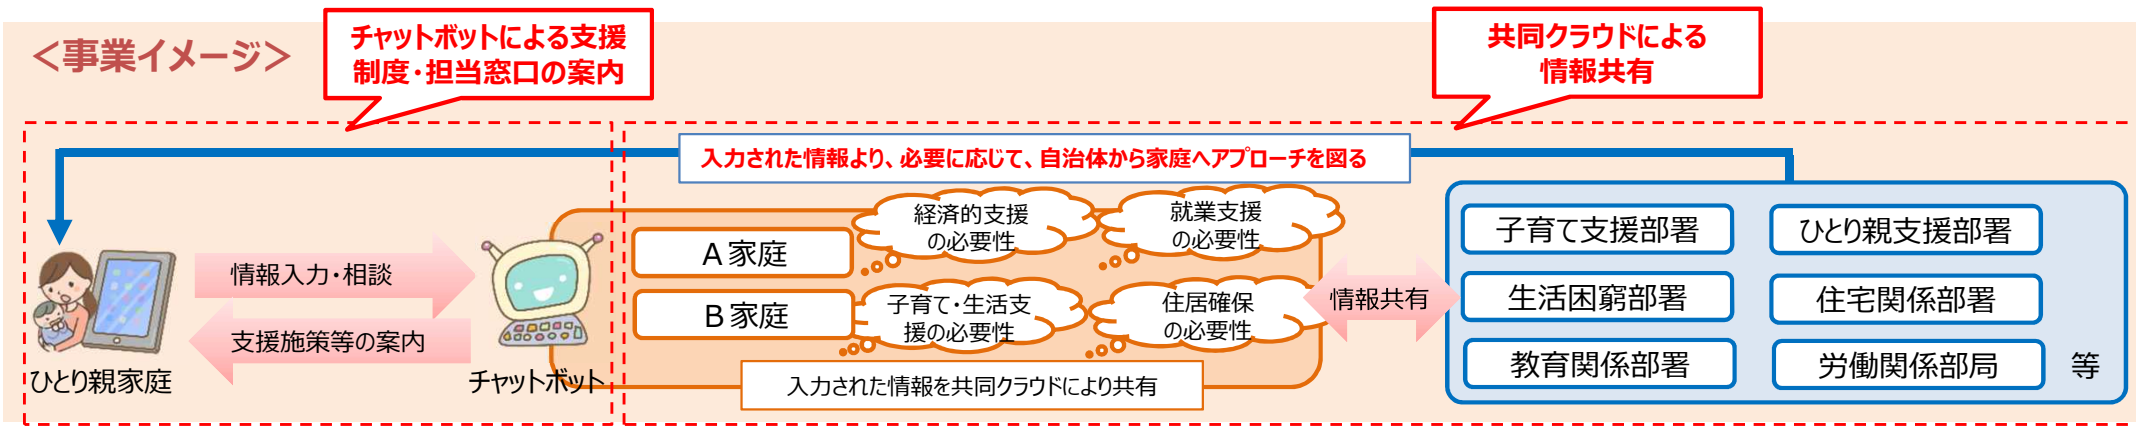 ＜事業イメージ＞
チャットボットによる支援
制度・担当窓口の案内
共同クラウドによる
情報共有
入力された情報より、必要に応じて、自治体から家庭へアプローチを図る
ひとり親家庭
情報入力・相談
支援施策等の案内
チャットボット
A家庭
B家庭
経済的支援
の必要性
就業支援
の必要性
子育て・生活支
援の必要性
住居確保
の必要性
入力された情報を共同クラウドにより共有
情報共有
子育て支援部署
ひとり親支援部署
生活困窮部署
住宅関係部署
教育関係部署
労働関係部局
等